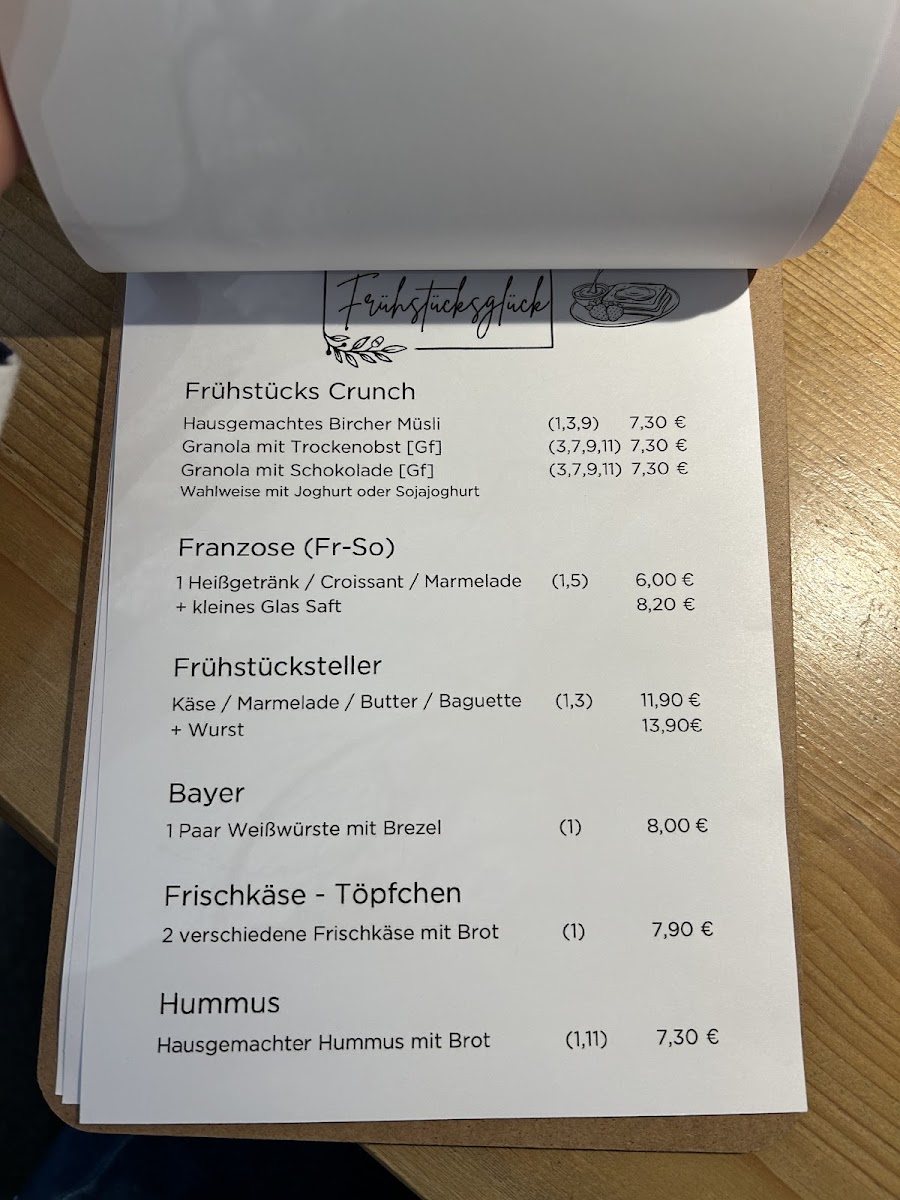 Frühstücksglück
Frühstücks Crunch
Hausgemachtes Bircher Müsli (1,3,9) 7,30 €
Granola mit Trockenobst [Gf] (3,7,9,11) 7,30 €
Granola mit Schokolade [Gf] (3,7,9,11) 7,30 €
Wahlweise mit Joghurt oder Sojajoghurt
Franzose (Fr-So)
1 Heißgetränk / Croissant / Marmelade (1,5) 6,00 €
+ kleines Glas Saft 8,20 €
Frühstücksteller
Käse / Marmelade / Butter / Baguette (1,3) 11,90 €
+ Wurst 13,90€
Bayer
1 Paar Weißwürste mit Brezel (1) 8,00 €
Frischkäse - Töpfchen
2 verschiedene Frischkäse mit Brot (1) 7,90 €
Hummus
Hausgemachter Hummus mit Brot (1,11) 7,30 €